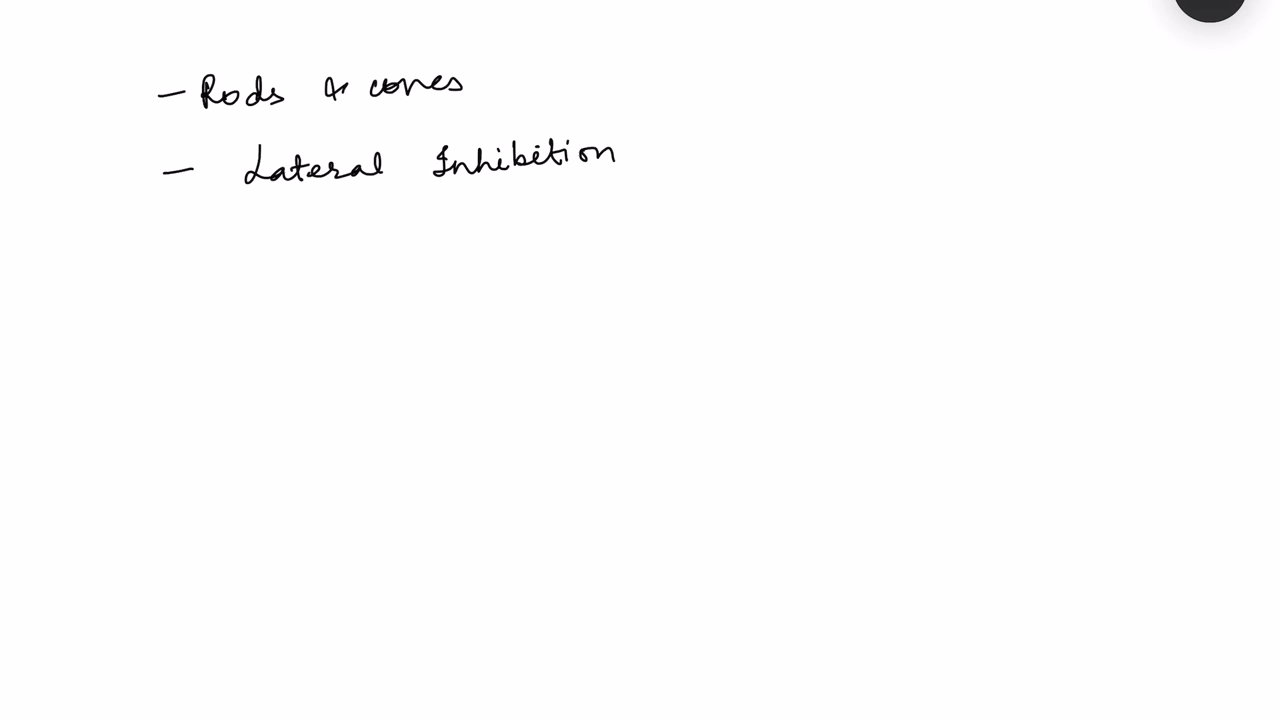 - Rods & cones
- Lateral Inhibition